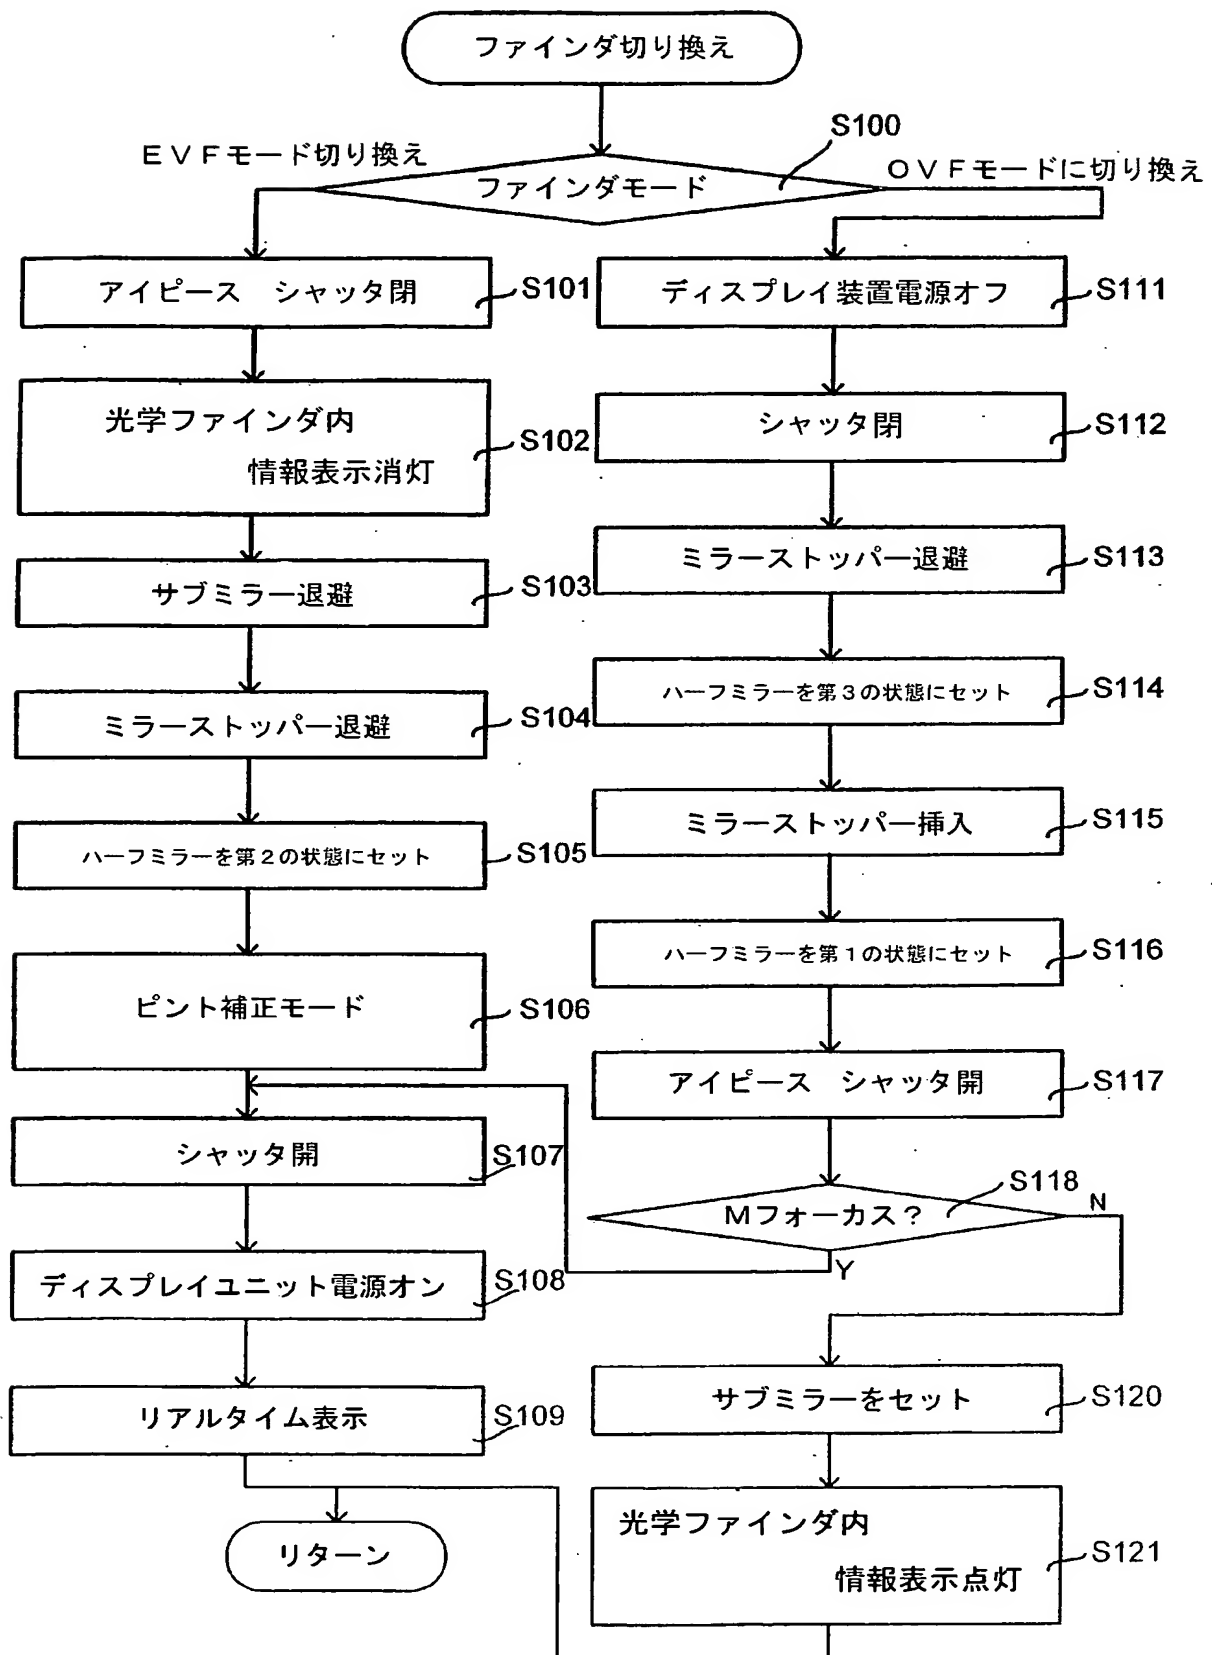 ファインダ切り換え
S100
EVFモード切り換え
OVFモードに切り換え
ファインダモード
アイピース　シャッタ閉
S101
光学ファインダ内
情報表示消灯
S102
サブミラー退避
S103
ミラーストッパー退避
S104
ハーフミラーを第2の状態にセット
S105
ピント補正モード
S106
シャッタ開
S107
ディスプレイユニット電源オン
S108
リアルタイム表示
S109
リターン
ディスプレイ装置電源オフ
S111
シャッタ閉
S112
ミラーストッパー退避
S113
ハーフミラーを第3の状態にセット
S114
ミラーストッパー挿入
S115
ハーフミラーを第1の状態にセット
S116
アイピース　シャッタ開
S117
Mフォーカス?
S118
N
Y
サブミラーをセット
S120
光学ファインダ内
情報表示点灯
S121